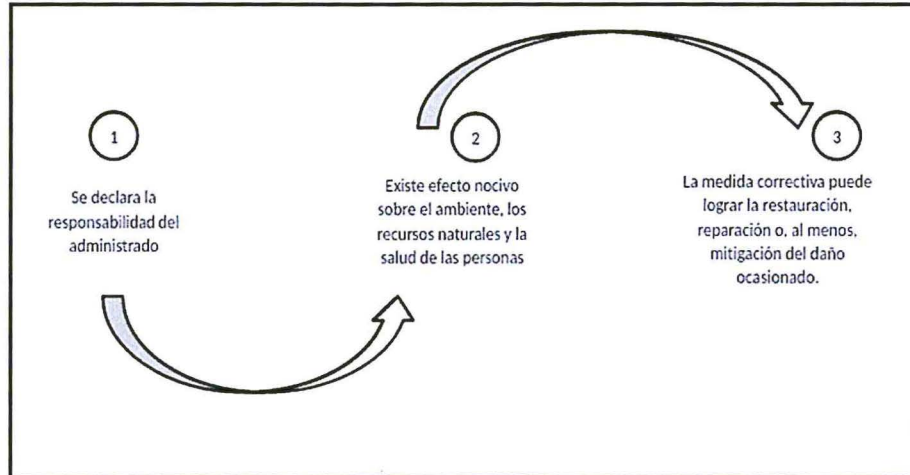 1
Se declara la
responsabilidad del
administrado
2
Existe efecto nocivo
sobre el ambiente, los
recursos naturales y la
salud de las personas
3
La medida correctiva puede
lograr la restauración,
reparación o, al menos,
mitigación del daño
ocasionado.